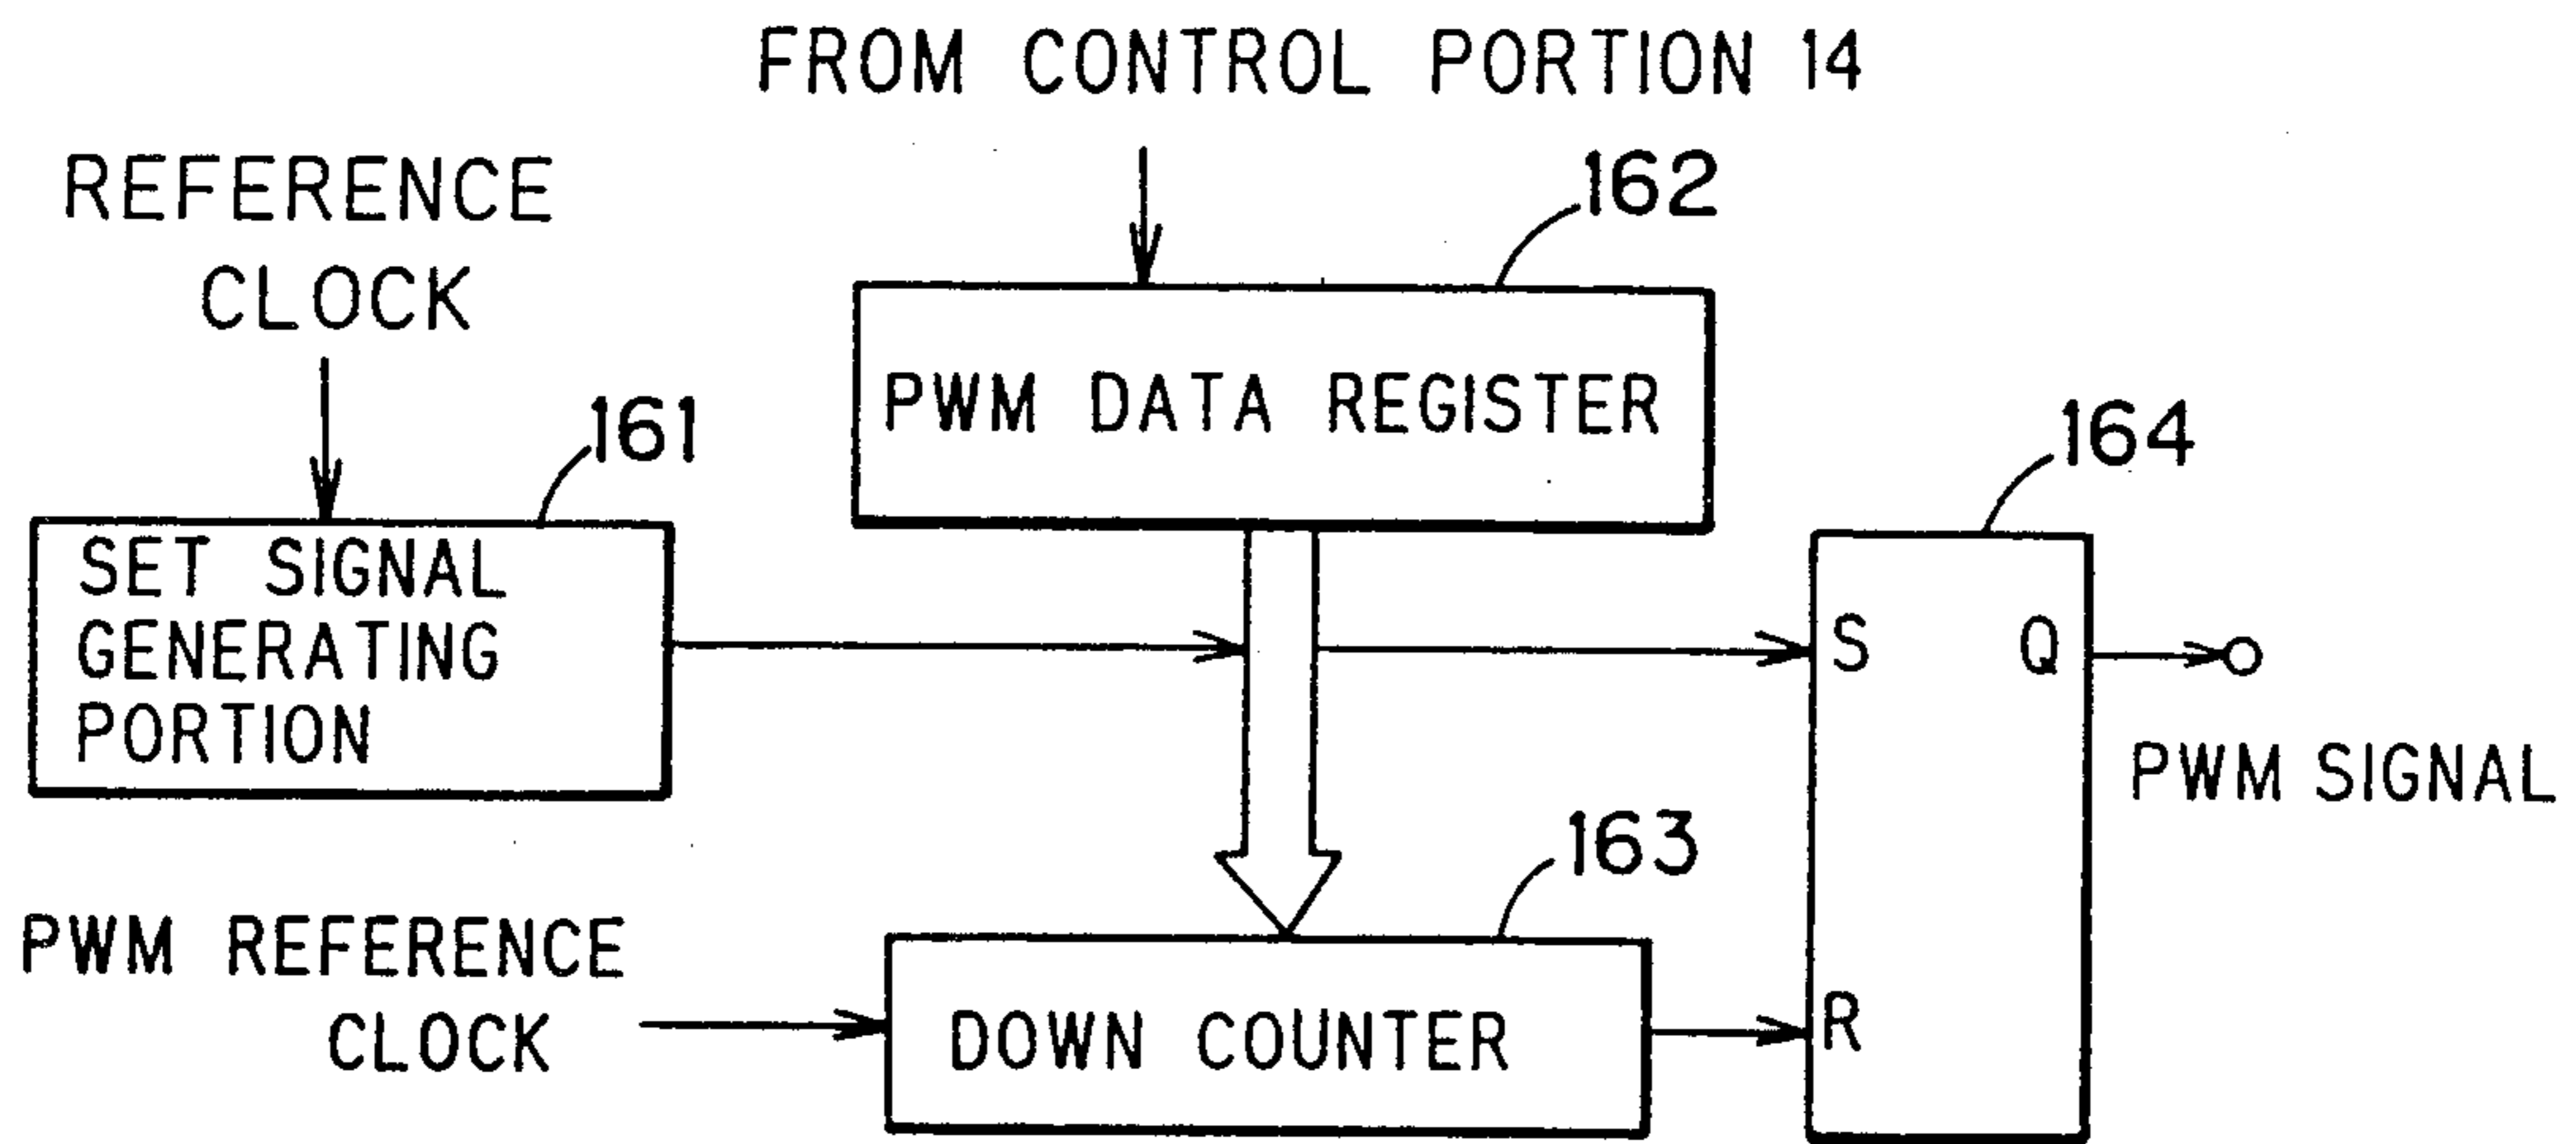 FROM CONTROL PORTION 14
REFERENCE
CLOCK
162
PWM DATA REGISTER
161
164
SET SIGNAL
GENERATING
PORTION
S Q
PWM SIGNAL
163
PWM REFERENCE
CLOCK
DOWN COUNTER
R